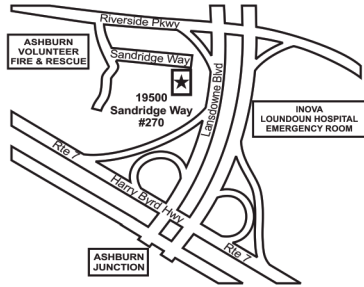 Riverside Pkwy
ASHBURN
VOLUNTEER
FIRE & RESCUE
Sandridge Way
19500
Sandridge Way
#270
Lansdowne Blvd
INOVA
LOUNDOUN HOSPITAL
EMERGENCY ROOM
Rte 7
Harry Byrd Hwy
Rte 7
ASHBURN
JUNCTION